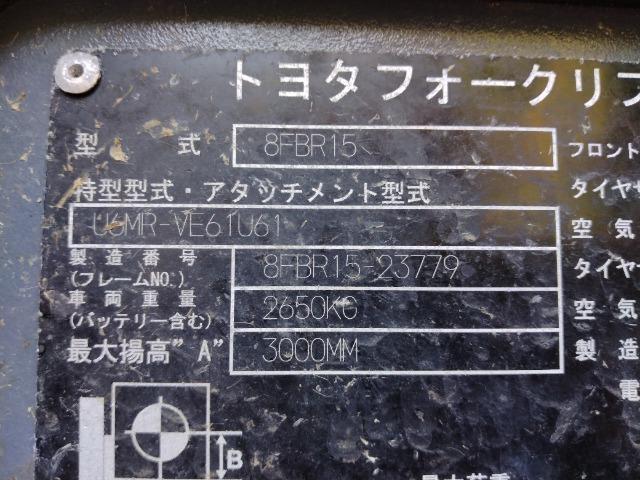 トヨタフォークリフ
型 式 8FBR15 フロント
特型型式・アタッチメント型式 タイヤサ
U6MR-VE61U61 空気
製造番号 8FBR15-23779 タイヤサ
(フレームNO.)
車両重量 2650KG 空気
(バッテリー含む)
最大揚高"A" 3000MM 製造
電
B